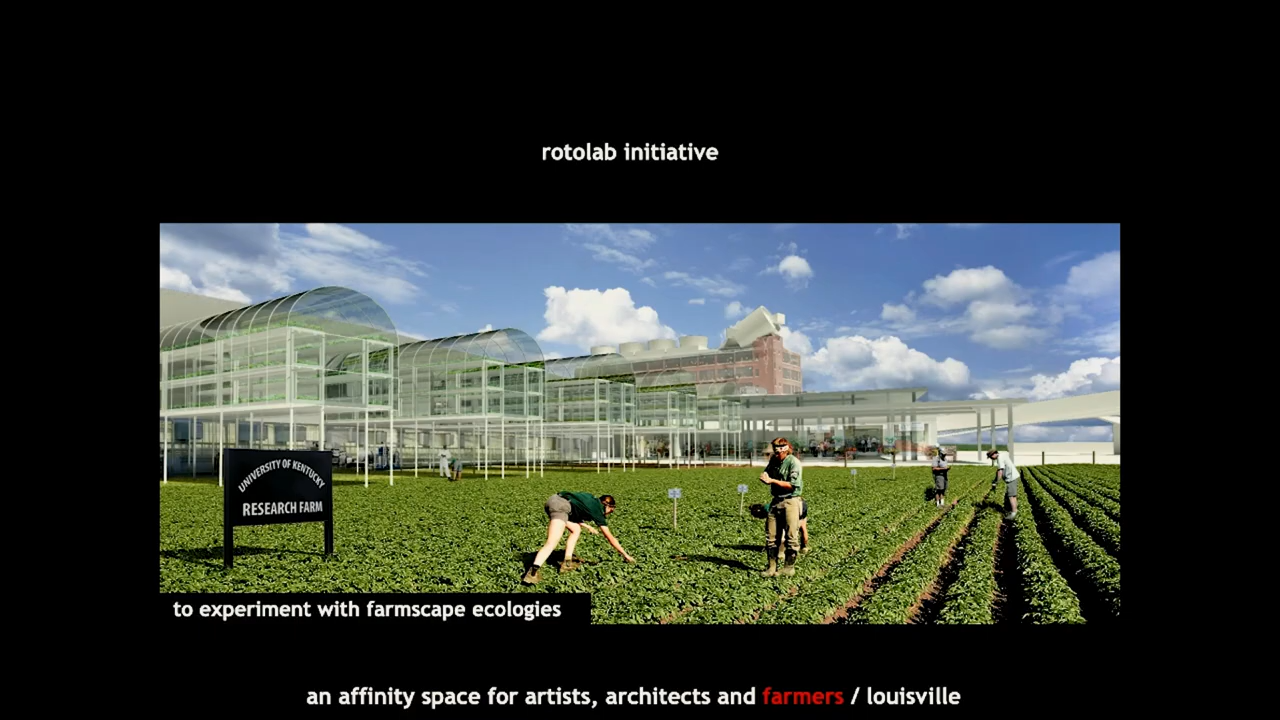 rotolab initiative
UNIVERSITY OF KENTUCKY
RESEARCH FARM
to experiment with farmscape ecologies
an affinity space for artists, architects and farmers / louisville